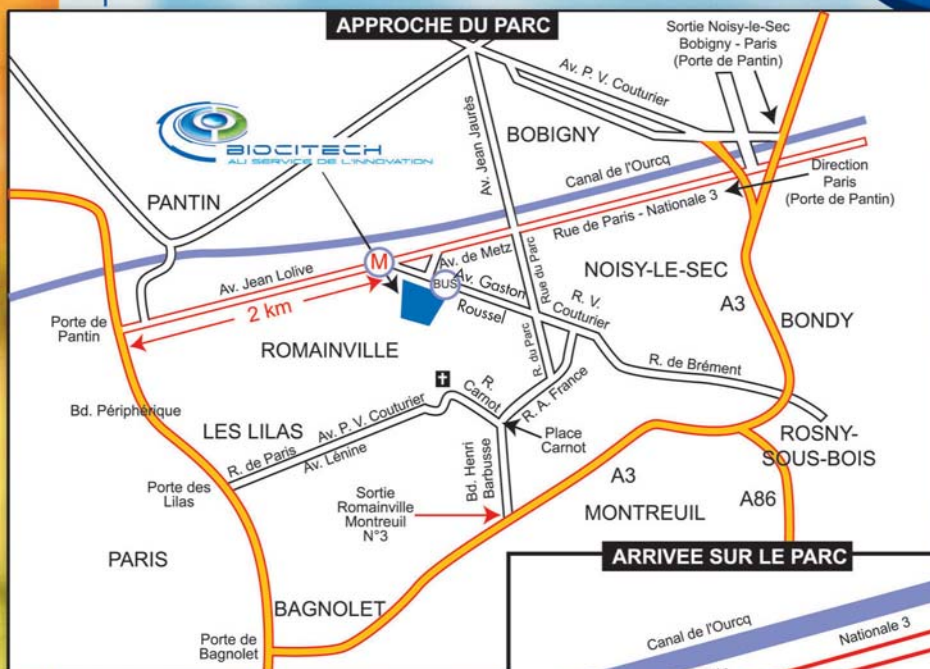 APPROCHE DU PARC
Sortie Noisy-le-Sec
Bobigny - Paris
(Porte de Pantin)
Av. P. V. Couturier
BIOCITECH
AU SERVICE DE L'INNOVATION
Av. Jean Jaurès
BOBIGNY
Canal de l'Ourcq
Direction
Paris
(Porte de Pantin)
PANTIN
Rue de Paris - Nationale 3
Av. de Metz
Rue du Parc
M
BUS
Av. Jean Lolive
2 km
Av. Gaston
Roussel
NOISY-LE-SEC
R. V.
Couturier
A3
BONDY
Porte de
Pantin
ROMAINVILLE
R. du Parc
R. de Brément
R.
Carnot
R. A. France
Bd. Périphérique
LES LILAS
Av. P. V. Couturier
R. de Paris
Av. Lénine
Place
Carnot
ROSNY-
SOUS-BOIS
Porte des
Lilas
Bd. Henri
Barbusse
Sortie
Romainville
Montreuil
N°3
A3
A86
MONTREUIL
PARIS
ARRIVEE SUR LE PARC
BAGNOLET
Porte de
Bagnolet
Canal de l'Ourcq
Nationale 3